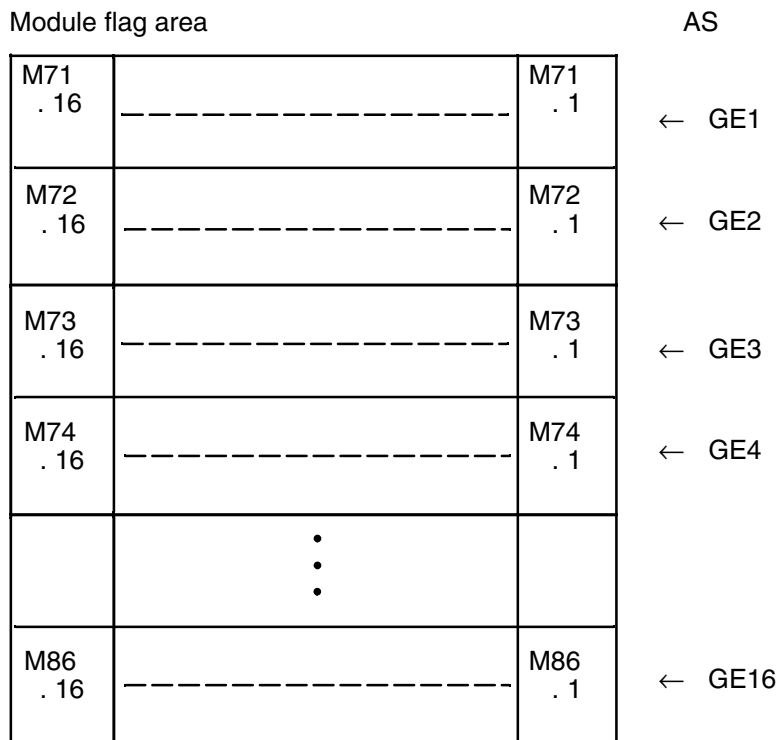 Module flag area AS
M71 M71
. 16 . 1 ← GE1
M72 M72
. 16 . 1 ← GE2
M73 M73
. 16 . 1 ← GE3
M74 M74
. 16 . 1 ← GE4
M86 M86
. 16 . 1 ← GE16